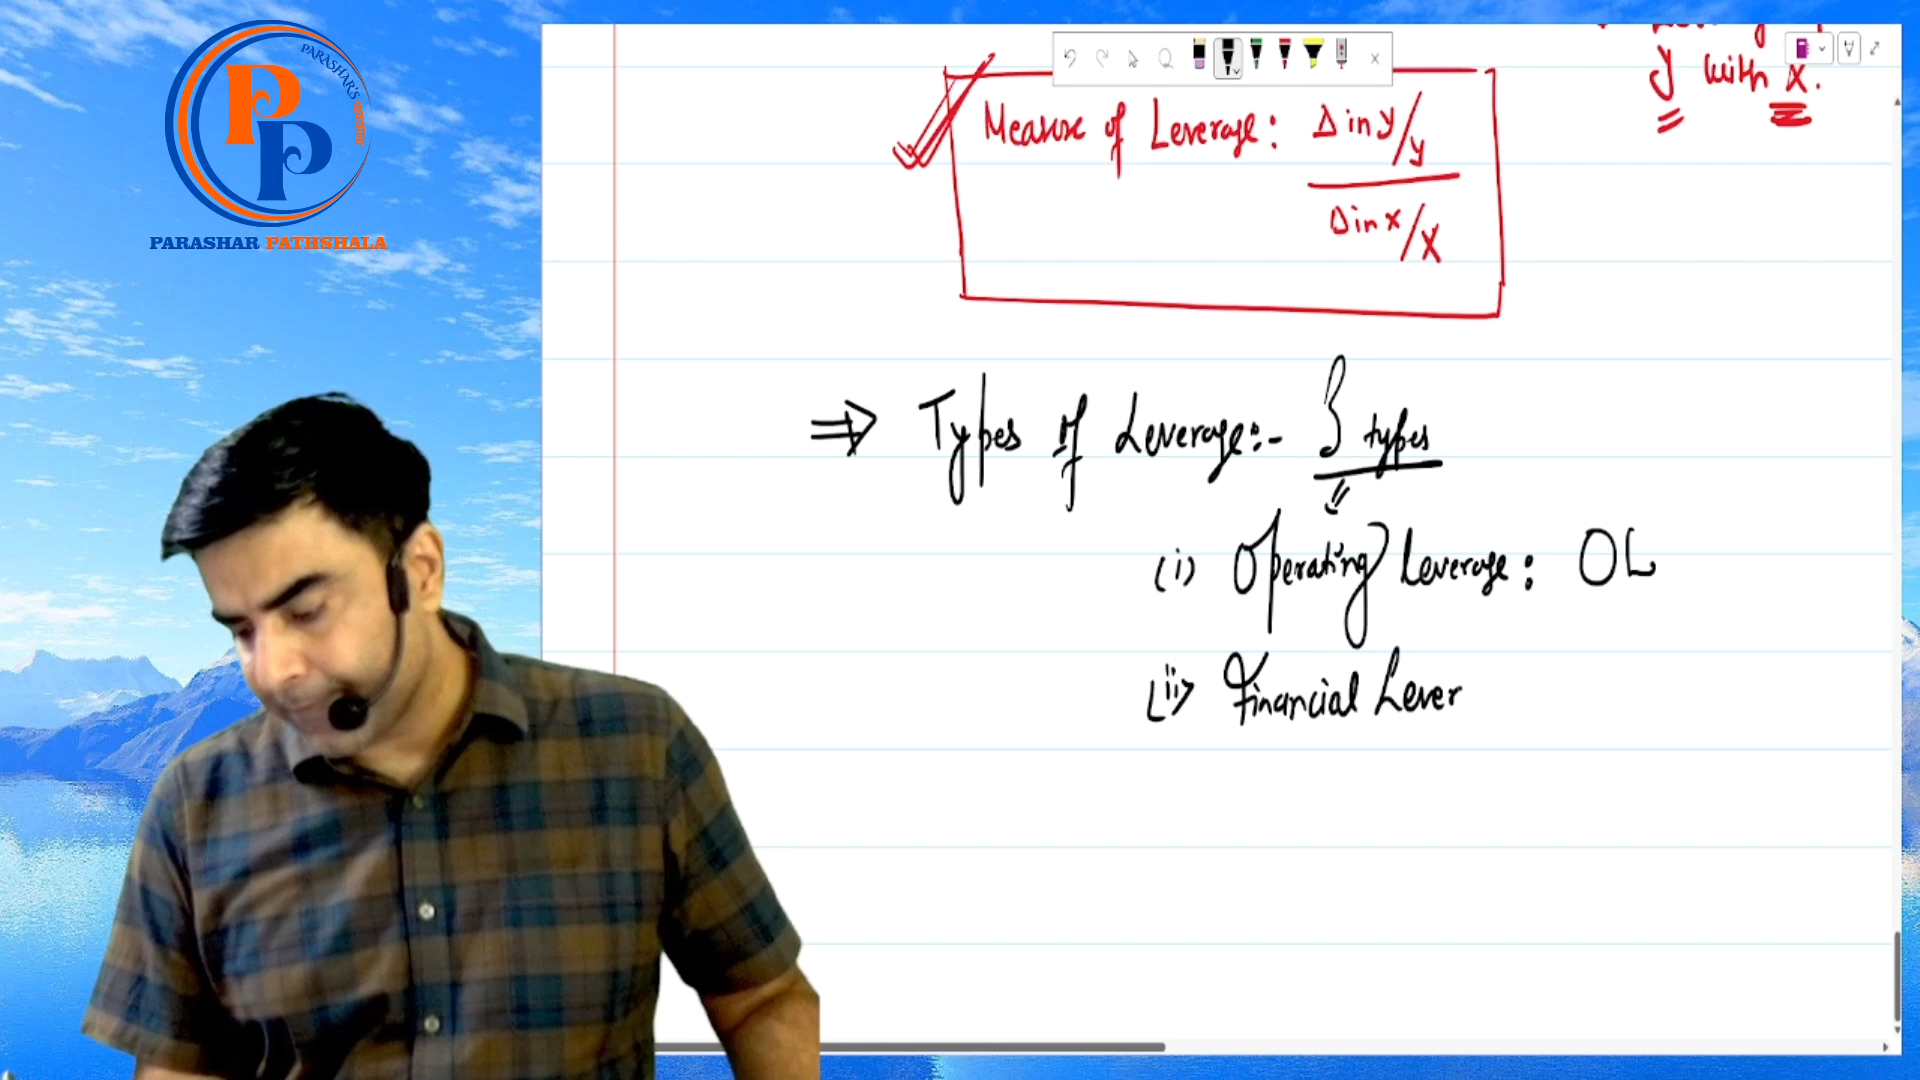 PARASHAR'S
PP
PARASHAR PATHSHALA
y with x.
Measure of Leverage: Δ in y/y
Δ in x/x
⇒ Types of Leverage:- 3 types
(i) Operating Leverage: OL
(ii) Financial Lever